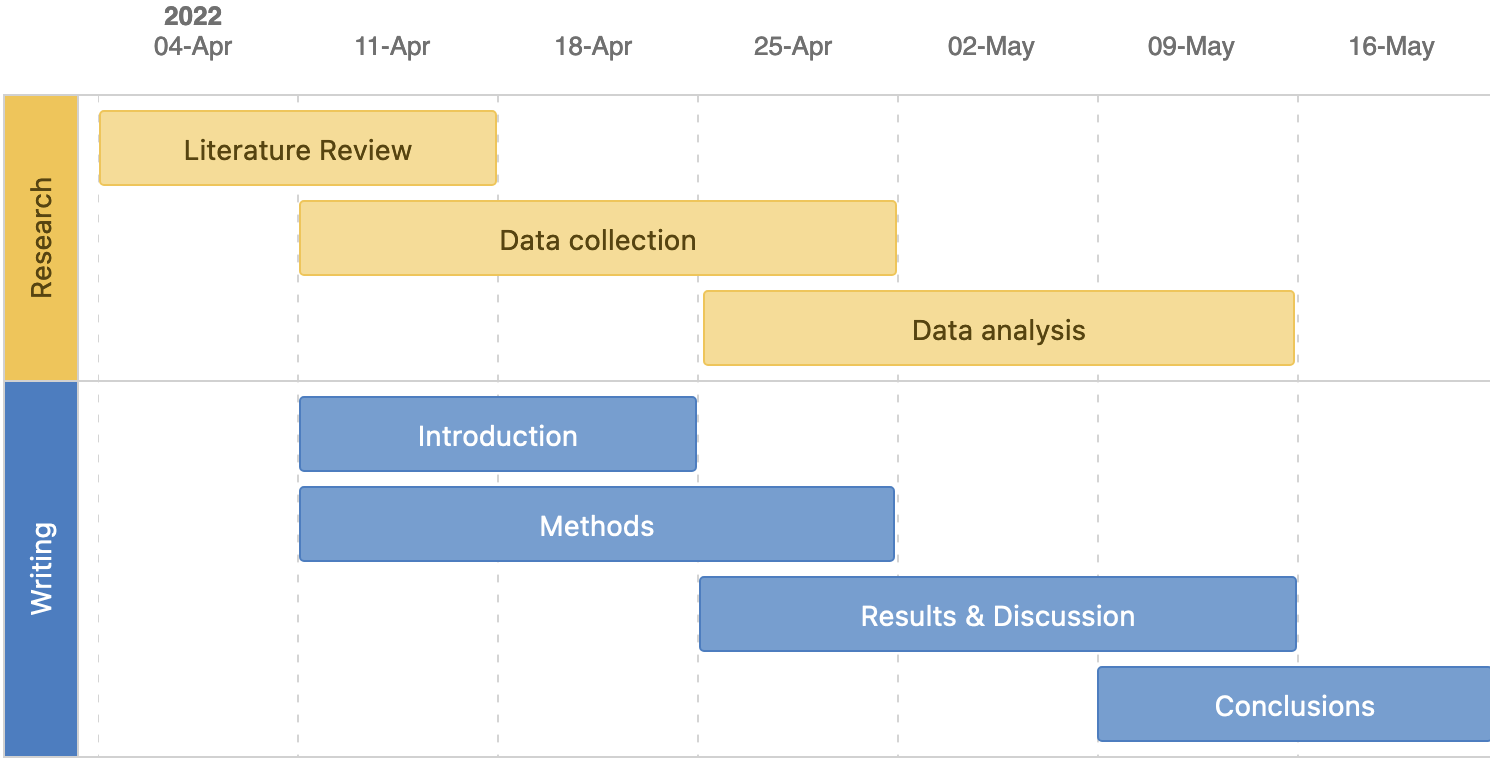 2022
04-Apr 11-Apr 18-Apr 25-Apr 02-May 09-May 16-May
Research
Literature Review
Data collection
Data analysis
Writing
Introduction
Methods
Results & Discussion
Conclusions